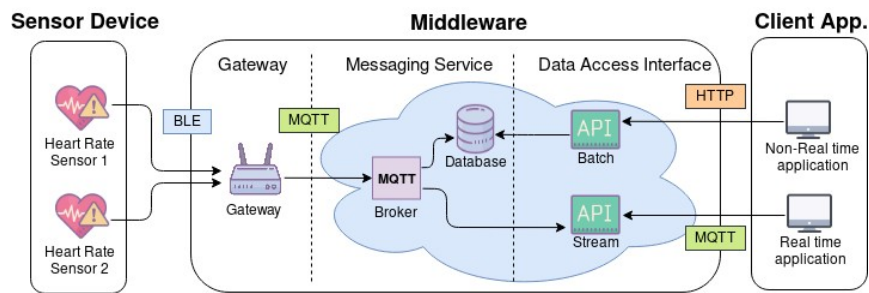 Sensor Device
Middleware
Client App.
Gateway
Messaging Service
Data Access Interface
HTTP
BLE
MQTT
API
Heart Rate
Sensor 1
Database
Batch
Non-Real time
application
MQTT
Gateway
Broker
API
Stream
MQTT
Heart Rate
Sensor 2
Real time
application